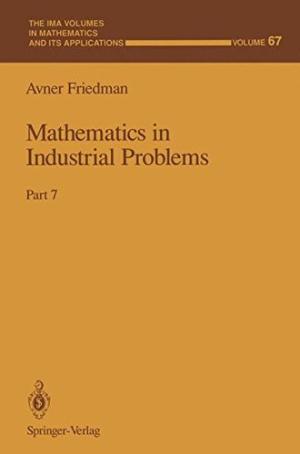 THE IMA VOLUMES
IN MATHEMATICS
AND ITS APPLICATIONS
VOLUME 67
Avner Friedman
Mathematics in
Industrial Problems
Part 7
Springer-Verlag